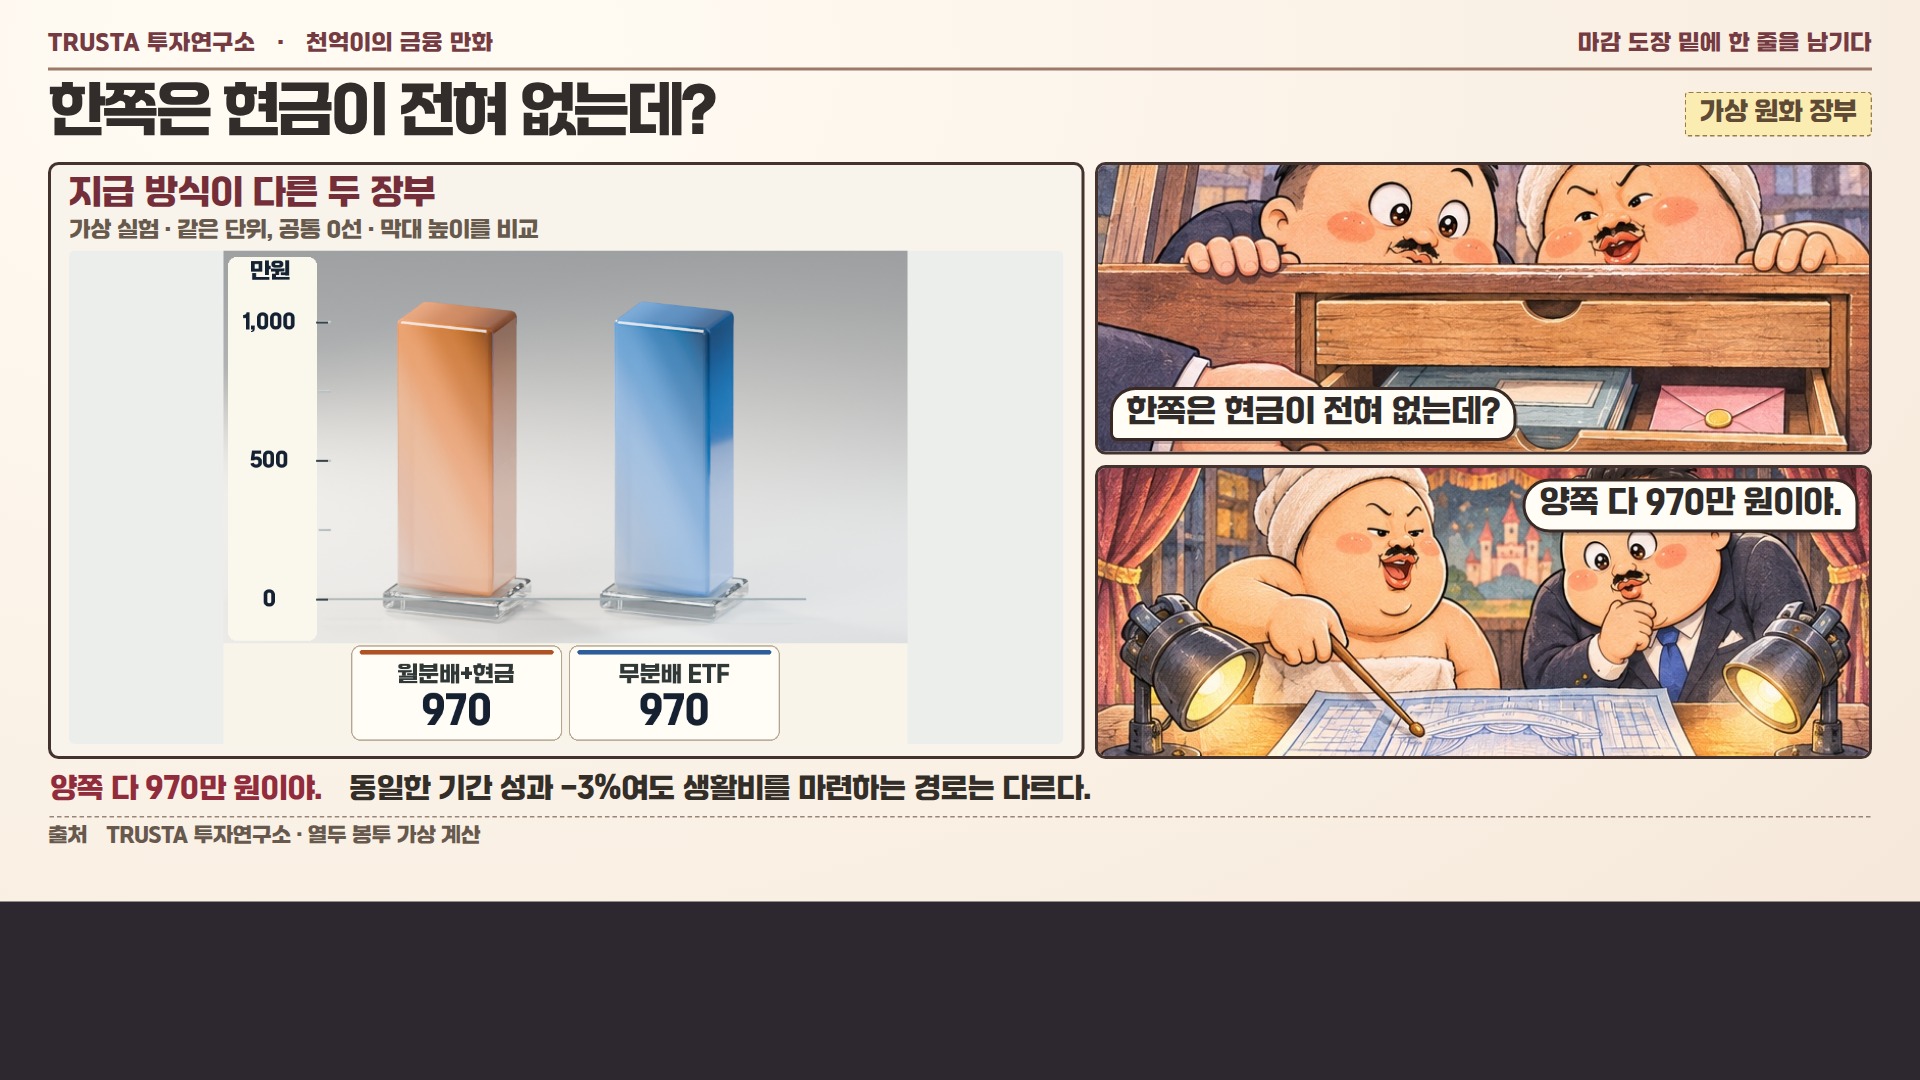 TRUSTA 투자연구소 · 천억이의 금융 만화
마감 도장 밑에 한 줄을 남기다
한쪽은 현금이 전혀 없는데?
가상 원화 장부
지급 방식이 다른 두 장부
가상 실험 · 같은 단위, 공통 0선 · 막대 높이를 비교
만원
1,000
500
0
월분배+현금
970
무분배 ETF
970
한쪽은 현금이 전혀 없는데?
양쪽 다 970만 원이야.
양쪽 다 970만 원이야. 동일한 기간 성과 −3%여도 생활비를 마련하는 경로는 다르다.
출처 TRUSTA 투자연구소 · 열두 봉투 가상 계산